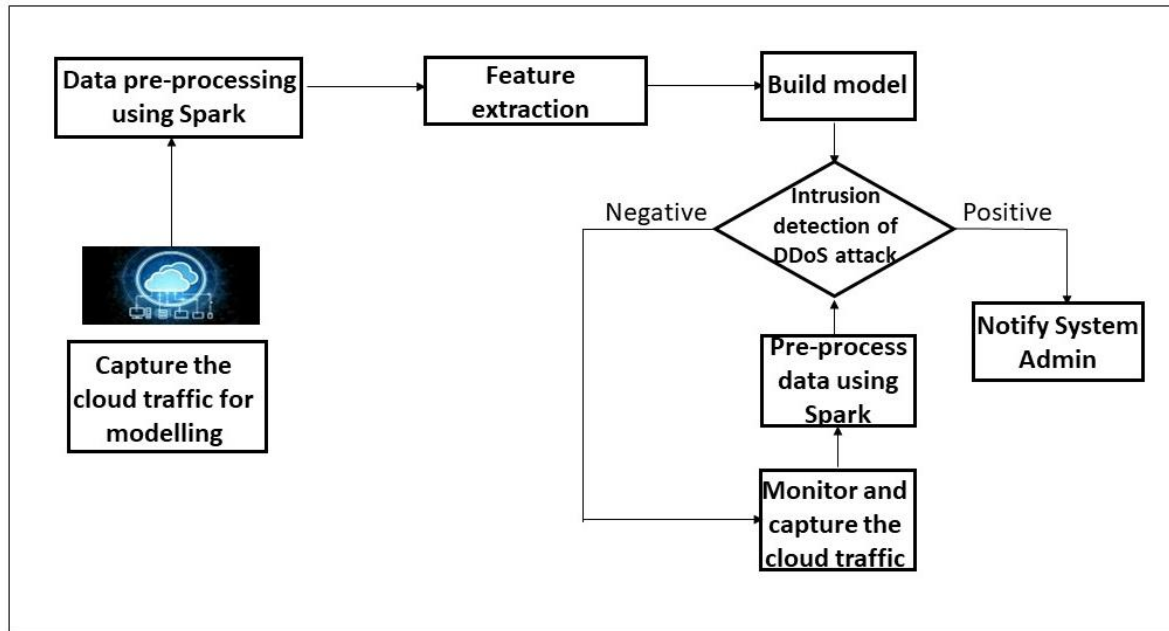 Data pre-processing
using Spark
Feature
extraction
Build model
Negative
Intrusion
detection of
DDoS attack
Positive
Capture the
cloud traffic for
modelling
Pre-process
data using
Spark
Notify System
Admin
Monitor and
capture the
cloud traffic